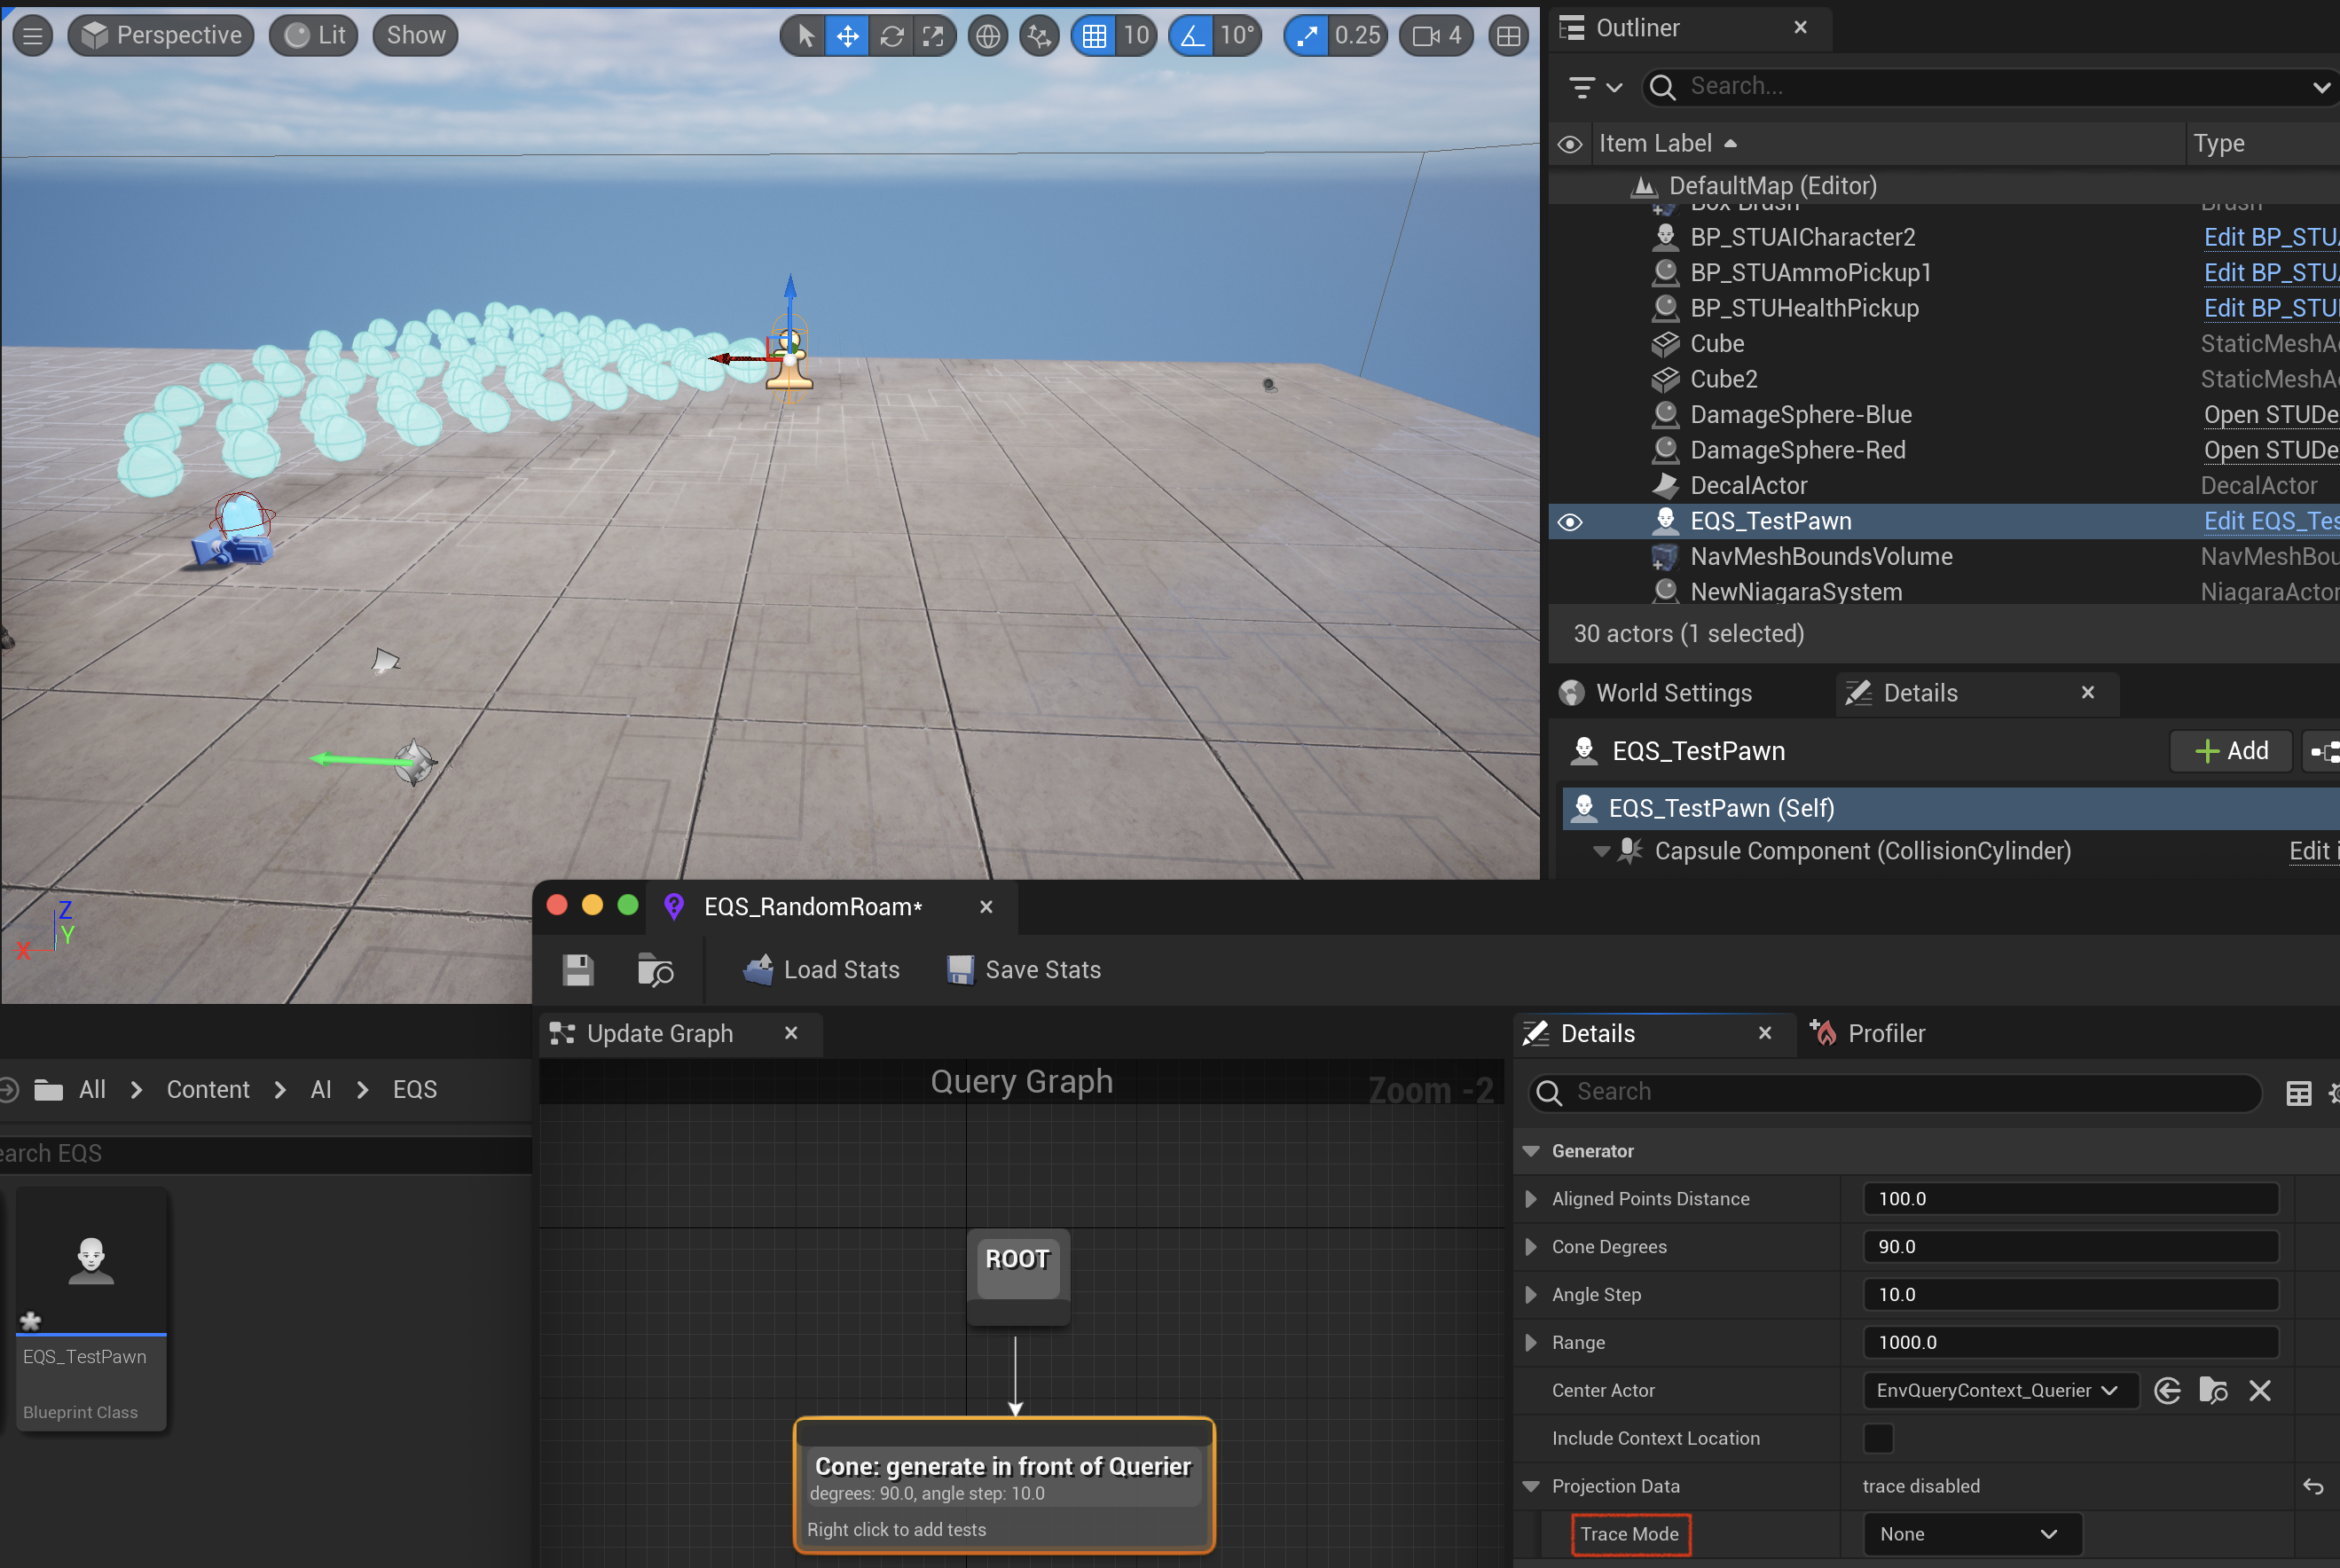 Perspective
Lit
Show
10
10°
0.25
4
Z
Y
X
Outliner
Search...
Item Label
Type
DefaultMap (Editor)
Box Brush
Brush
BP_STUAICharacter2
Edit BP_STUA
BP_STUAmmoPickup1
Edit BP_STUA
BP_STUHealthPickup
Edit BP_STUH
Cube
StaticMeshAc
Cube2
StaticMeshAc
DamageSphere-Blue
Open STUDe
DamageSphere-Red
Open STUDe
DecalActor
DecalActor
EQS_TestPawn
Edit EQS_Tes
NavMeshBoundsVolume
NavMeshBou
NewNiagaraSystem
NiagaraActor
30 actors (1 selected)
World Settings
Details
EQS_TestPawn
Add
EQS_TestPawn (Self)
Capsule Component (CollisionCylinder)
Edit i
All
Content
AI
EQS
earch EQS
EQS_TestPawn
Blueprint Class
EQS_RandomRoam*
Load Stats
Save Stats
Update Graph
Query Graph
Zoom -2
ROOT
Cone: generate in front of Querier
degrees: 90.0, angle step: 10.0
Right click to add tests
Details
Profiler
Search
Generator
Aligned Points Distance
100.0
Cone Degrees
90.0
Angle Step
10.0
Range
1000.0
Center Actor
EnvQueryContext_Querier
Include Context Location
Projection Data
trace disabled
Trace Mode
None